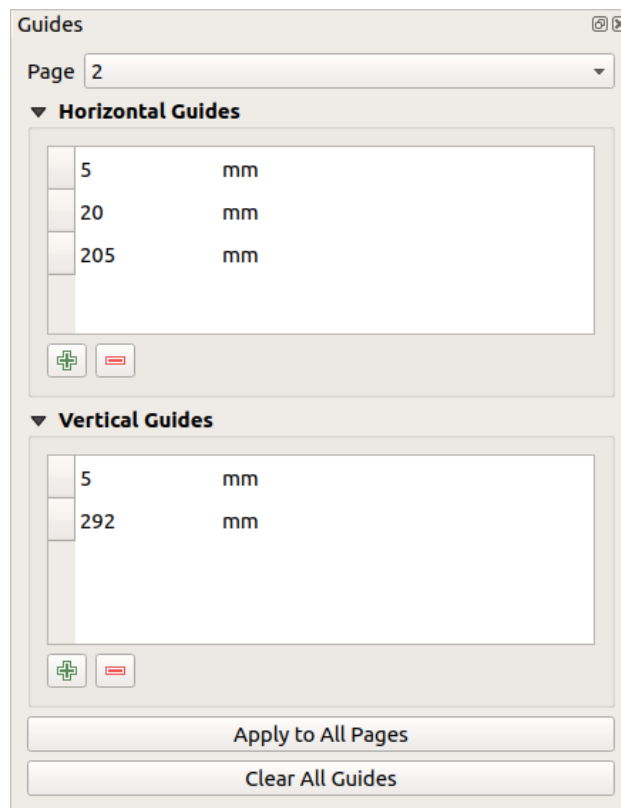 Guides
Page 2
Horizontal Guides
5 mm
20 mm
205 mm
Vertical Guides
5 mm
292 mm
Apply to All Pages
Clear All Guides